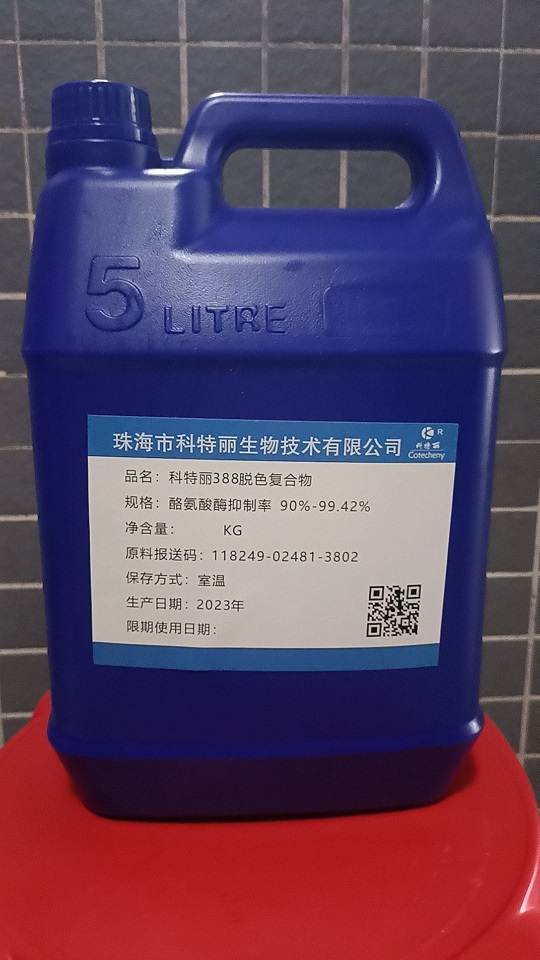 5 LITRE
珠海市科特丽生物技术有限公司
R
科特丽
Cotecheny
品名：科特丽388脱色复合物
规格：酪氨酸酶抑制率 90%-99.42%
净含量： KG
原料报送码：118249-02481-3802
保存方式：室温
生产日期：2023年
限期使用日期：